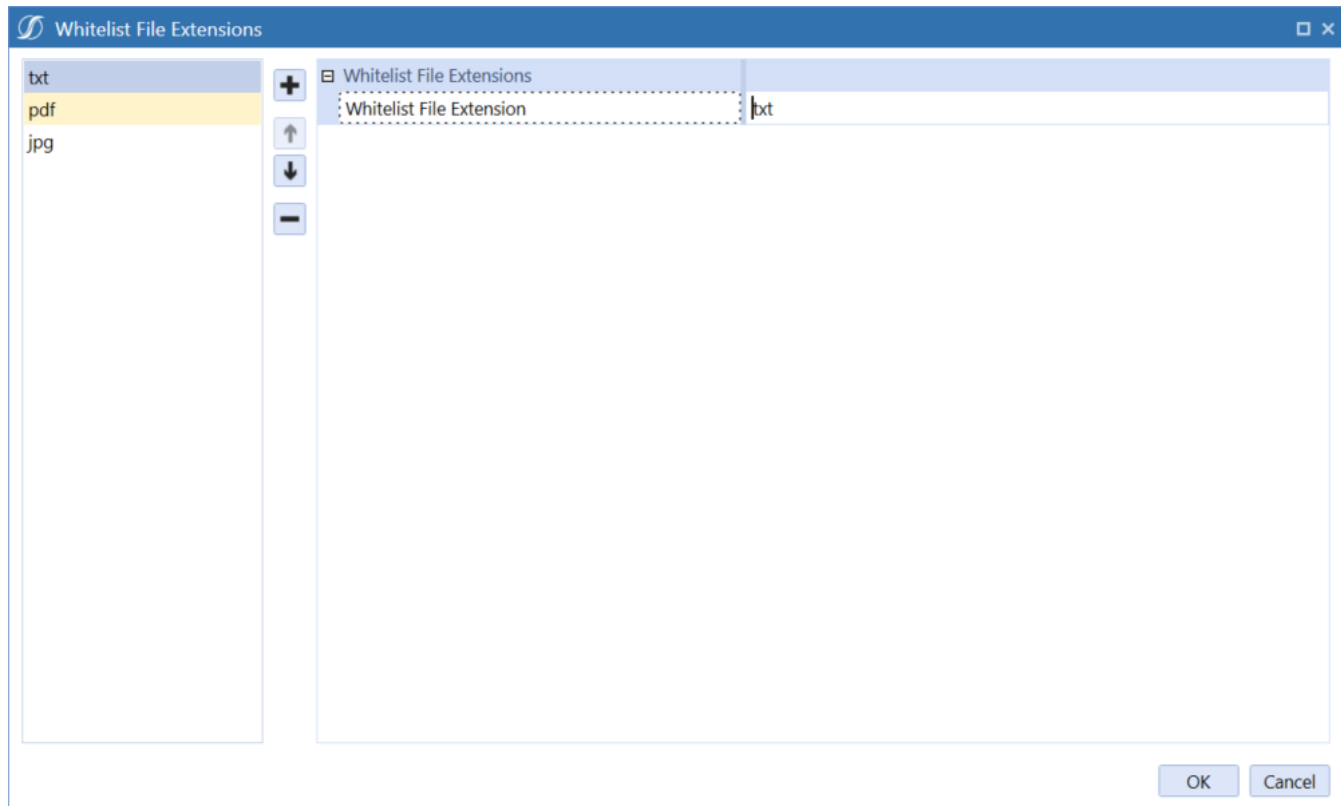 Whitelist File Extensions
txt
pdf
jpg
Whitelist File Extensions
Whitelist File Extension txt
OK Cancel